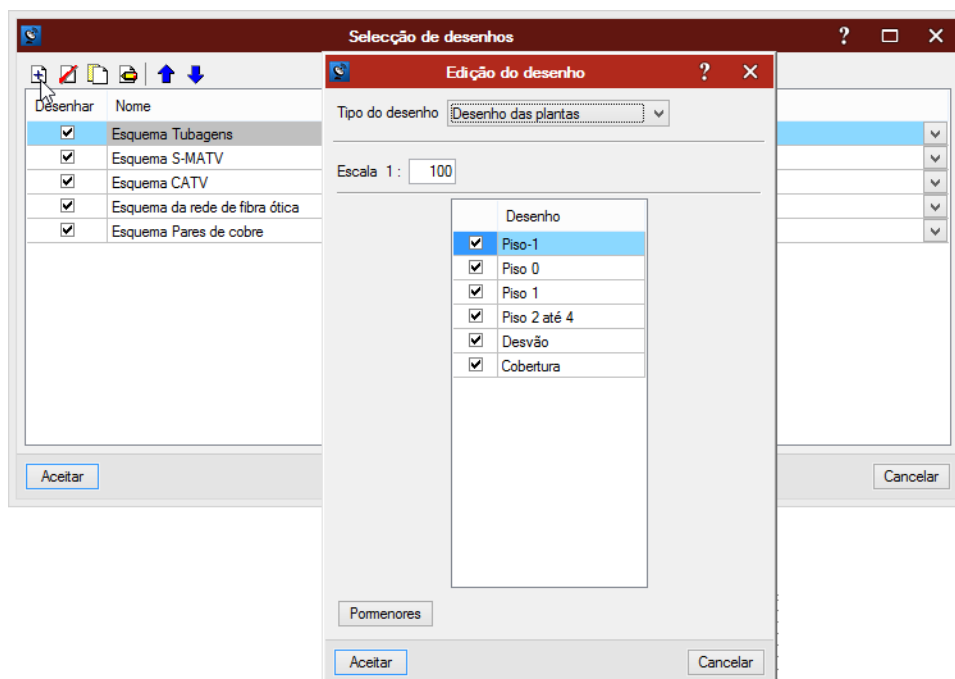 Selecção de desenhos ?
Desenhar Nome
Esquema Tubagens
Esquema S-MATV
Esquema CATV
Esquema da rede de fibra ótica
Esquema Pares de cobre
Aceitar Cancelar
Edição do desenho ?
Tipo do desenho Desenho das plantas
Escala 1 : 100
Desenho
Piso-1
Piso 0
Piso 1
Piso 2 até 4
Desvão
Cobertura
Pormenores
Aceitar Cancelar